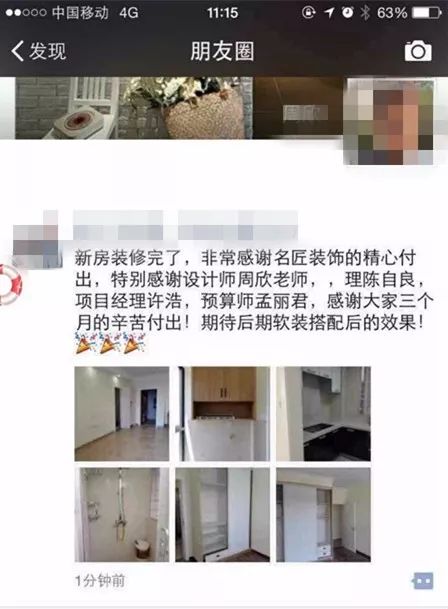 中国移动 4G 11:15 63%
发现 朋友圈
新房装修完了，非常感谢名匠装饰的精心付
出，特别感谢设计师周欣老师，，理陈自良，
项目经理许浩，预算师孟丽君，感谢大家三个
月的辛苦付出！期待后期软装搭配后的效果！
1分钟前